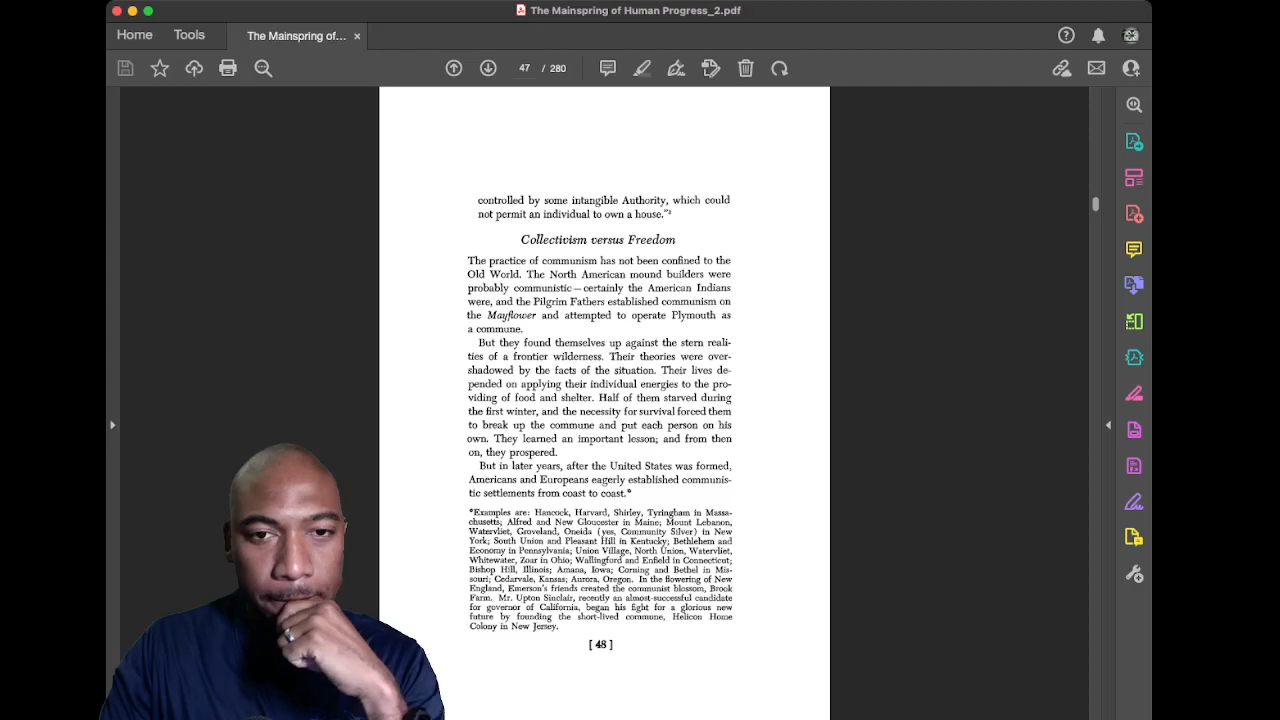 The Mainspring of Human Progress_2.pdf
Home
Tools
The Mainspring of... ×
47 / 280
controlled by some intangible Authority, which could
not permit an individual to own a house."²
Collectivism versus Freedom
The practice of communism has not been confined to the
Old World. The North American mound builders were
probably communistic—certainly the American Indians
were, and the Pilgrim Fathers established communism on
the Mayflower and attempted to operate Plymouth as
a commune.
But they found themselves up against the stern reali-
ties of a frontier wilderness. Their theories were over-
shadowed by the facts of the situation. Their lives de-
pended on applying their individual energies to the pro-
viding of food and shelter. Half of them starved during
the first winter, and the necessity for survival forced them
to break up the commune and put each person on his
own. They learned an important lesson; and from then
on, they prospered.
But in later years, after the United States was formed,
Americans and Europeans eagerly established communis-
tic settlements from coast to coast.*
*Examples are: Hancock, Harvard, Shirley, Tyringham in Massa-
chusetts; Alfred and New Gloucester in Maine; Mount Lebanon,
Watervliet, Groveland, Oneida (yes, Community Silver) in New
York; South Union and Pleasant Hill in Kentucky; Bethlehem and
Economy in Pennsylvania; Union Village, North Union, Watervliet,
Whitewater, Zoar in Ohio; Wallingford and Enfield in Connecticut;
Bishop Hill, Illinois; Amana, Iowa; Corning and Bethel in Mis-
souri; Cedarvale, Kansas; Aurora, Oregon. In the flowering of New
England, Emerson's friends created the communist blossom, Brook
Farm. Mr. Upton Sinclair, recently an almost-successful candidate
for governor of California, began his fight for a glorious new
future by founding the short-lived commune, Helicon Home
Colony in New Jersey.
[ 48 ]